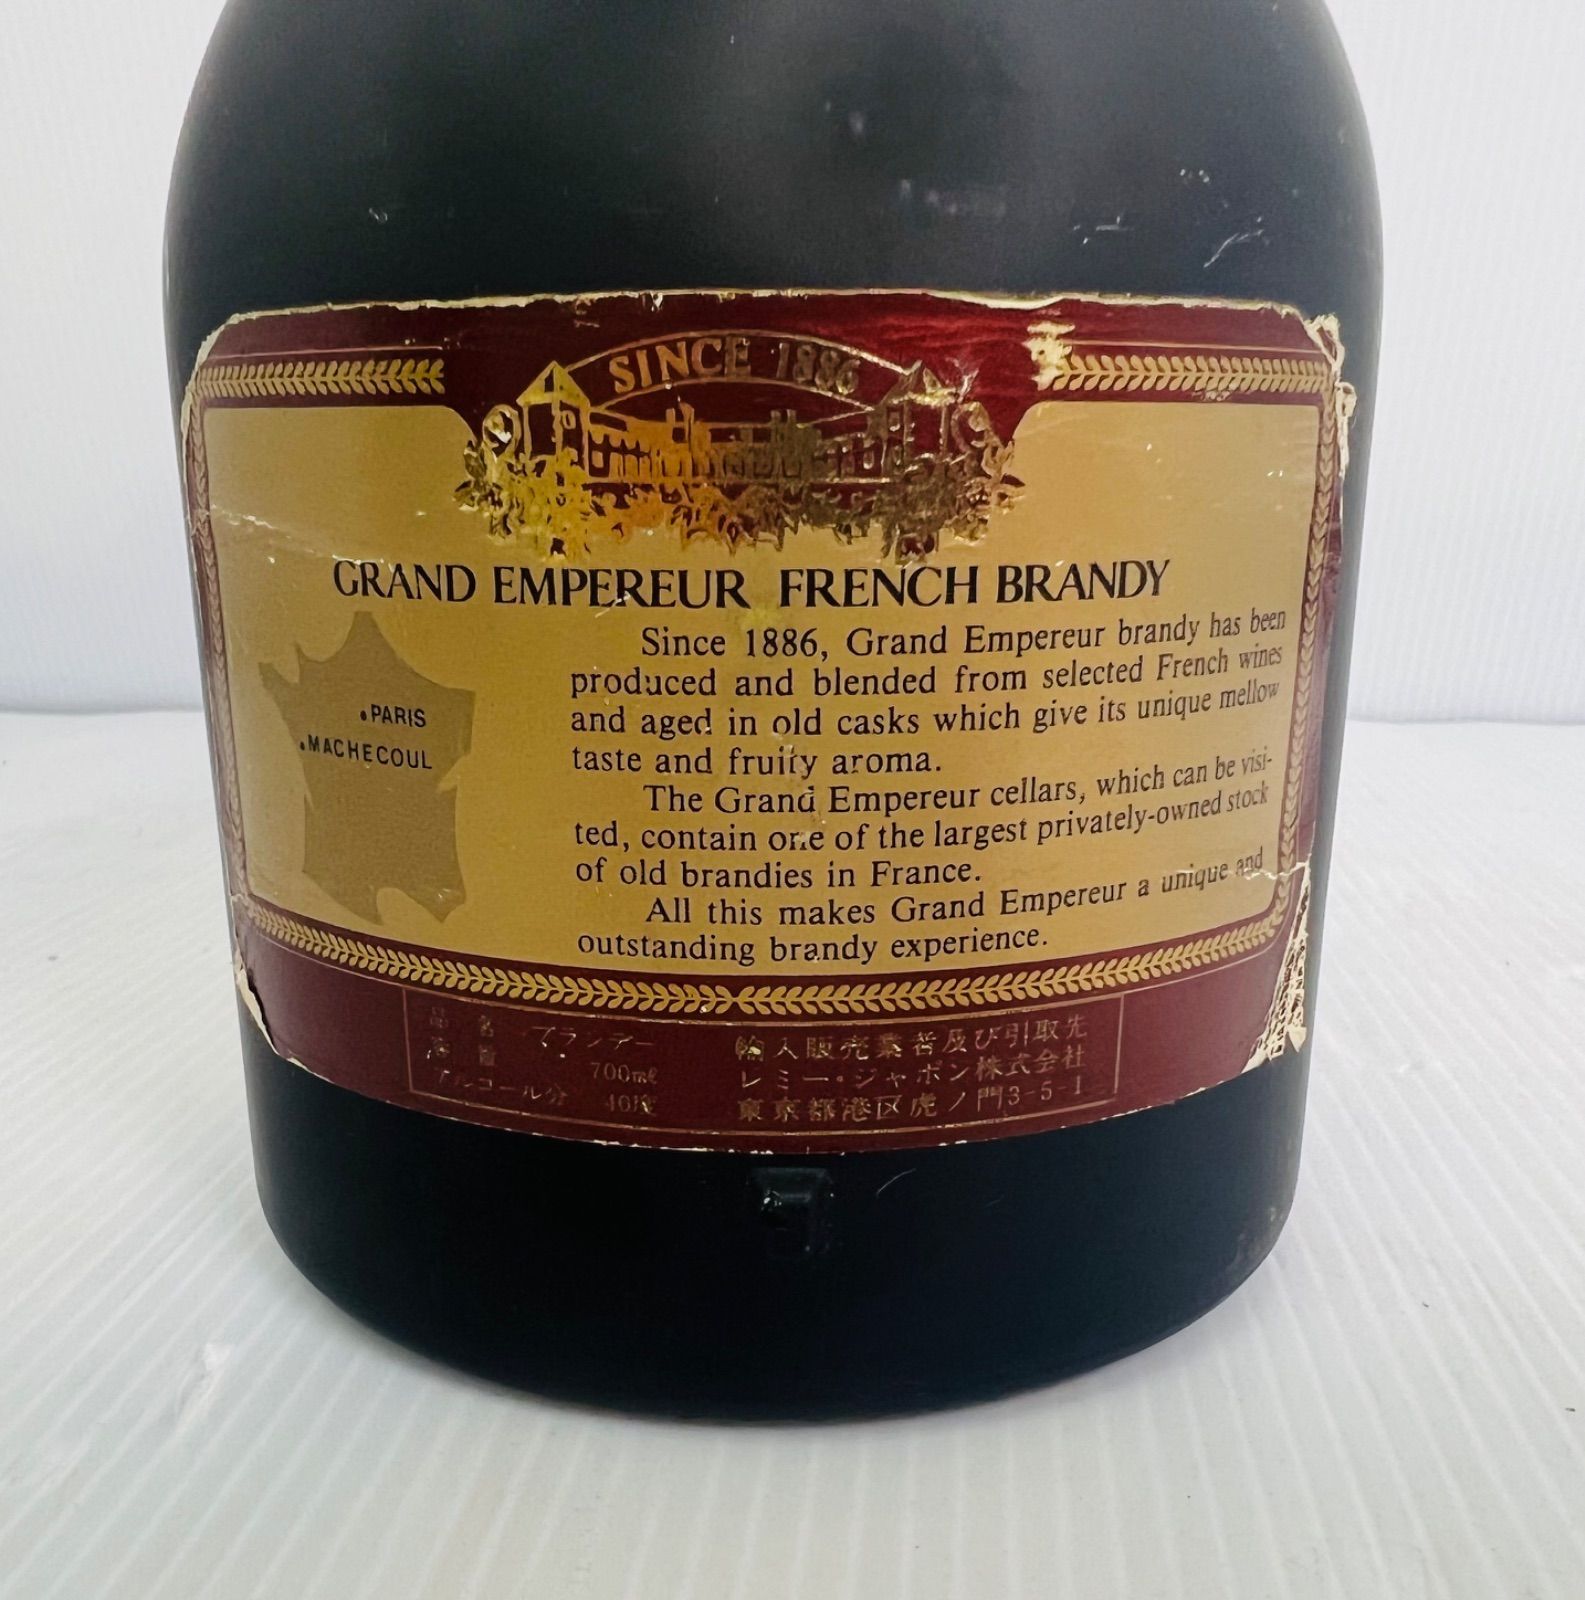 SINCE 1886
GRAND EMPEREUR FRENCH BRANDY
.PARIS
.MACHECOUL
Since 1886, Grand Empereur brandy has been
produced and blended from selected French wines
and aged in old casks which give its unique mellow
taste and fruity aroma.
The Grand Empereur cellars, which can be visi-
ted, contain one of the largest privately-owned stock
of old brandies in France.
All this makes Grand Empereur a unique and
outstanding brandy experience.
品名 ブランデー
容量 700mℓ
アルコール分 40度
輸入販売業者及び引取先
レミー・ジャポン株式会社
東京都港区虎ノ門3-5-1